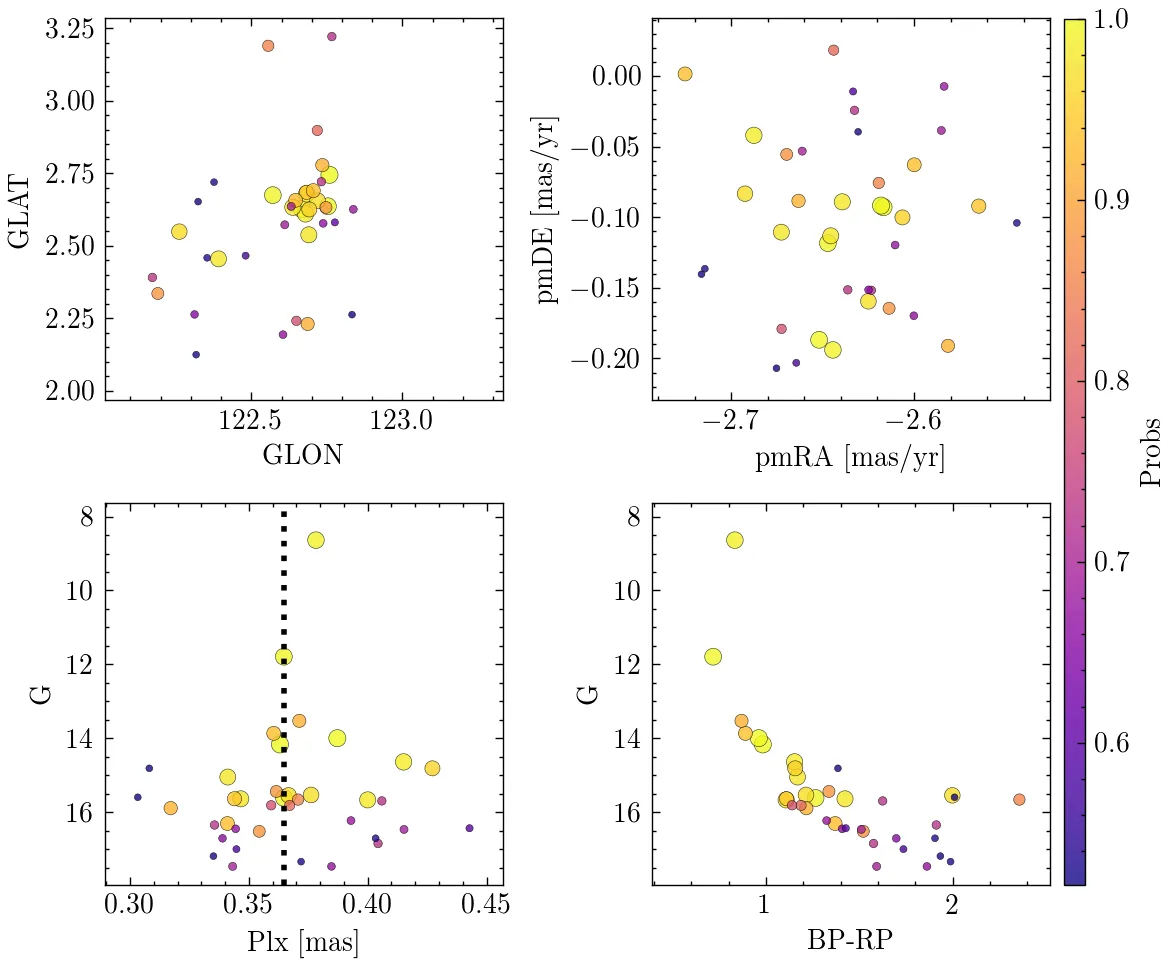 3.25
3.00
2.75
2.50
2.25
2.00
GLAT
122.5 123.0
GLON
0.00
−0.05
−0.10
−0.15
−0.20
pmDE [mas/yr]
−2.7 −2.6
pmRA [mas/yr]
8
10
12
14
16
G
0.30 0.35 0.40 0.45
Plx [mas]
8
10
12
14
16
G
1 2
BP-RP
1.0
0.9
0.8
0.7
0.6
Probs